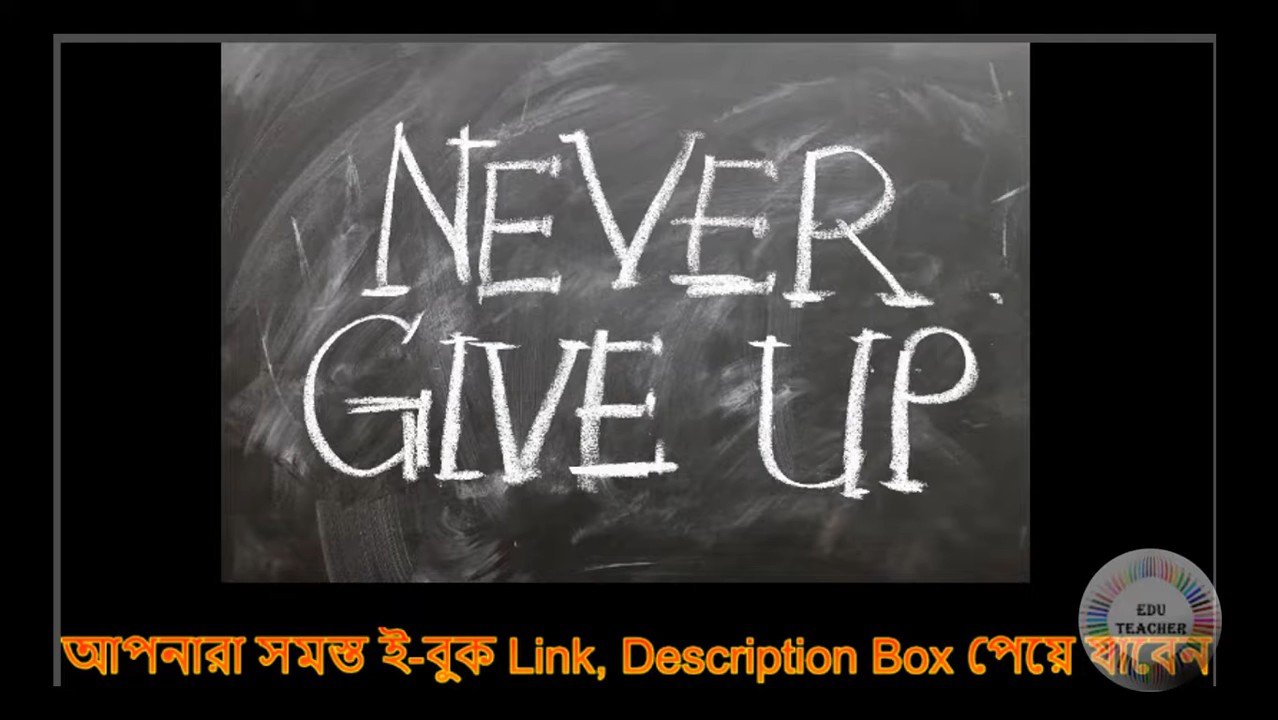 NEVER
GIVE UP
EDU
TEACHER
আপনারা সমস্ত ই-বুক Link, Description Box পেয়ে যাবেন